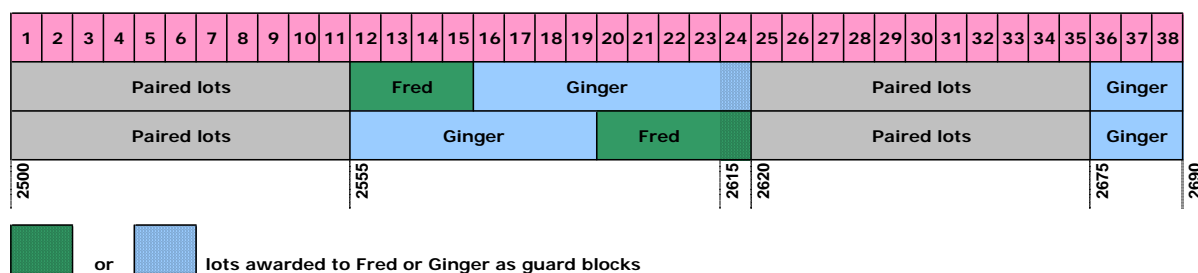 1 2 3 4 5 6 7 8 9 10 11 12 13 14 15 16 17 18 19 20 21 22 23 24 25 26 27 28 29 30 31 32 33 34 35 36 37 38
Paired lots Fred Ginger Paired lots Ginger
Paired lots Ginger Fred Paired lots Ginger
2500 2555 2615 2620 2675 2690
or lots awarded to Fred or Ginger as guard blocks